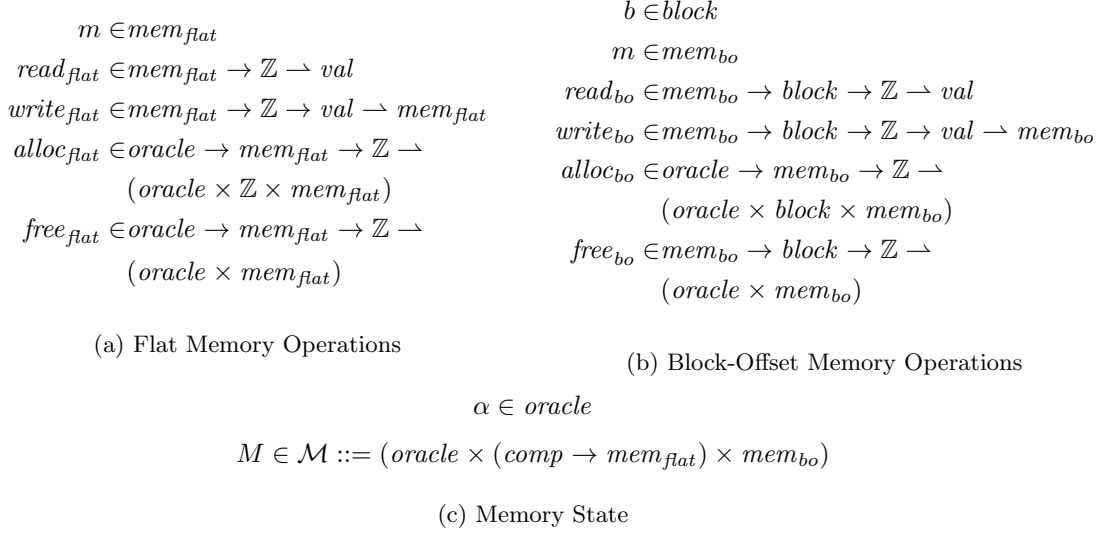 m ∈ mem_flat
read_flat ∈ mem_flat → ℤ ⇀ val
write_flat ∈ mem_flat → ℤ → val ⇀ mem_flat
alloc_flat ∈ oracle → mem_flat → ℤ ⇀
(oracle × ℤ × mem_flat)
free_flat ∈ oracle → mem_flat → ℤ ⇀
(oracle × mem_flat)
(a) Flat Memory Operations
b ∈ block
m ∈ mem_bo
read_bo ∈ mem_bo → block → ℤ ⇀ val
write_bo ∈ mem_bo → block → ℤ → val ⇀ mem_bo
alloc_bo ∈ oracle → mem_bo → ℤ ⇀
(oracle × block × mem_bo)
free_bo ∈ mem_bo → block → ℤ ⇀
(oracle × mem_bo)
(b) Block-Offset Memory Operations
α ∈ oracle
M ∈ ℳ ::= (oracle × (comp → mem_flat) × mem_bo)
(c) Memory State